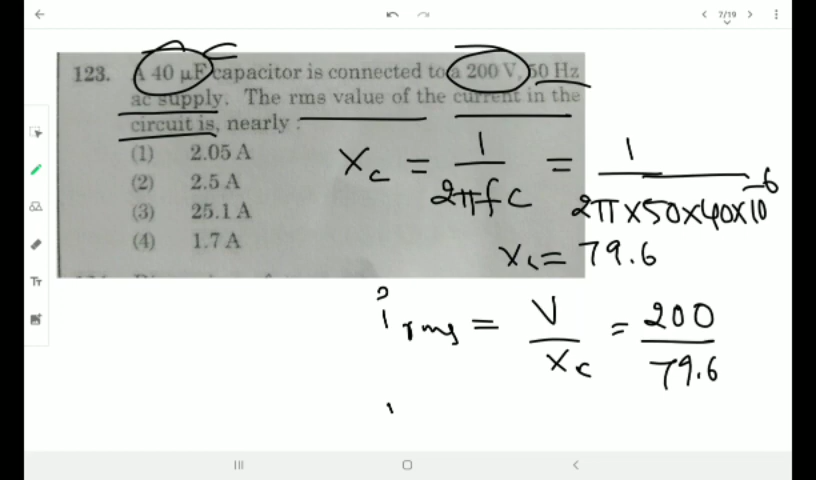 7/19
123. A 40 μF capacitor is connected to a 200 V, 50 Hz
ac supply. The rms value of the current in the
circuit is, nearly :
(1) 2.05 A
(2) 2.5 A
(3) 25.1 A
(4) 1.7 A
Xc = 1/2πfC = 1/2π×50×40×10^-6
Xc = 79.6
i rms = V/Xc = 200/79.6
Tт